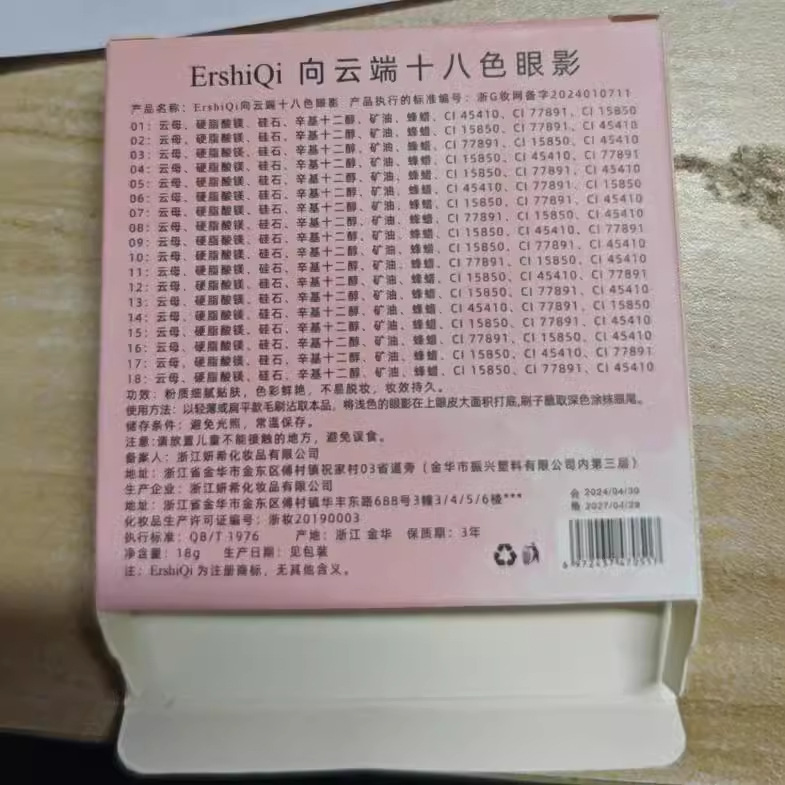 ErshiQi 向云端十八色眼影
产品名称：ErshiQi向云端十八色眼影 产品执行的标准编号：浙G妆网备字2024010711
01：云母、硬脂酸镁、硅石、辛基十二醇、矿油、蜂蜡、CI 45410、CI 77891、CI 15850
02：云母、硬脂酸镁、硅石、辛基十二醇、矿油、蜂蜡、CI 15850、CI 77891、CI 45410
03：云母、硬脂酸镁、硅石、辛基十二醇、矿油、蜂蜡、CI 77891、CI 15850、CI 45410
04：云母、硬脂酸镁、硅石、辛基十二醇、矿油、蜂蜡、CI 15850、CI 45410、CI 77891
05：云母、硬脂酸镁、硅石、辛基十二醇、矿油、蜂蜡、CI 15850、CI 77891、CI 45410
06：云母、硬脂酸镁、硅石、辛基十二醇、矿油、蜂蜡、CI 45410、CI 77891、CI 15850
07：云母、硬脂酸镁、硅石、辛基十二醇、矿油、蜂蜡、CI 15850、CI 77891、CI 45410
08：云母、硬脂酸镁、硅石、辛基十二醇、矿油、蜂蜡、CI 77891、CI 15850、CI 45410
09：云母、硬脂酸镁、硅石、辛基十二醇、矿油、蜂蜡、CI 15850、CI 45410、CI 77891
10：云母、硬脂酸镁、硅石、辛基十二醇、矿油、蜂蜡、CI 15850、CI 77891、CI 45410
11：云母、硬脂酸镁、硅石、辛基十二醇、矿油、蜂蜡、CI 77891、CI 15850、CI 45410
12：云母、硬脂酸镁、硅石、辛基十二醇、矿油、蜂蜡、CI 15850、CI 45410、CI 77891
13：云母、硬脂酸镁、硅石、辛基十二醇、矿油、蜂蜡、CI 15850、CI 77891、CI 45410
14：云母、硬脂酸镁、硅石、辛基十二醇、矿油、蜂蜡、CI 45410、CI 77891、CI 15850
15：云母、硬脂酸镁、硅石、辛基十二醇、矿油、蜂蜡、CI 15850、CI 77891、CI 45410
16：云母、硬脂酸镁、硅石、辛基十二醇、矿油、蜂蜡、CI 77891、CI 15850、CI 45410
17：云母、硬脂酸镁、硅石、辛基十二醇、矿油、蜂蜡、CI 15850、CI 45410、CI 77891
18：云母、硬脂酸镁、硅石、辛基十二醇、矿油、蜂蜡、CI 15850、CI 77891、CI 45410
功效：粉质细腻贴肤，色彩鲜艳，不易脱妆，妆效持久。
使用方法：以轻薄或扁平款毛刷沾取本品，将浅色的眼影在上眼皮大面积打底,刷子蘸取深色涂抹眼尾。
储存条件：避免光照，常温保存。
注意:请放置儿童不能接触的地方，避免误食。
备案人：浙江妍希化妆品有限公司
地址：浙江省金华市金东区傅村镇祝家村03省道旁（金华市振兴塑料有限公司内第三层）
生产企业：浙江妍希化妆品有限公司
地址：浙江省金华市金东区傅村镇华丰东路688号3幢3/4/5/6楼***
化妆品生产许可证编号：浙妆20190003
执行标准：QB/T 1976 产地：浙江 金华 保质期：3年
净含量：18g 生产日期：见包装
注：ErshiQi 为注册商标，无其他含义。
合 2024/04/30
格 2027/04/29